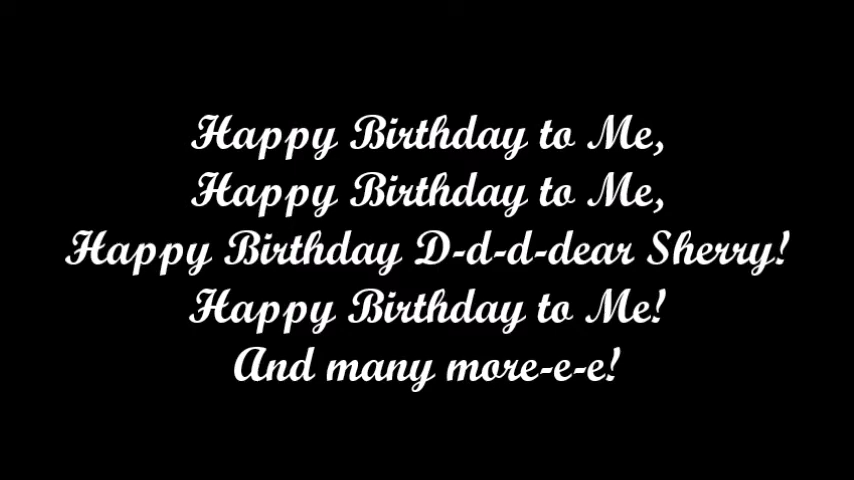 Happy Birthday to Me,
Happy Birthday to Me,
Happy Birthday D-d-d-dear Sherry!
Happy Birthday to Me!
And many more-e-e!